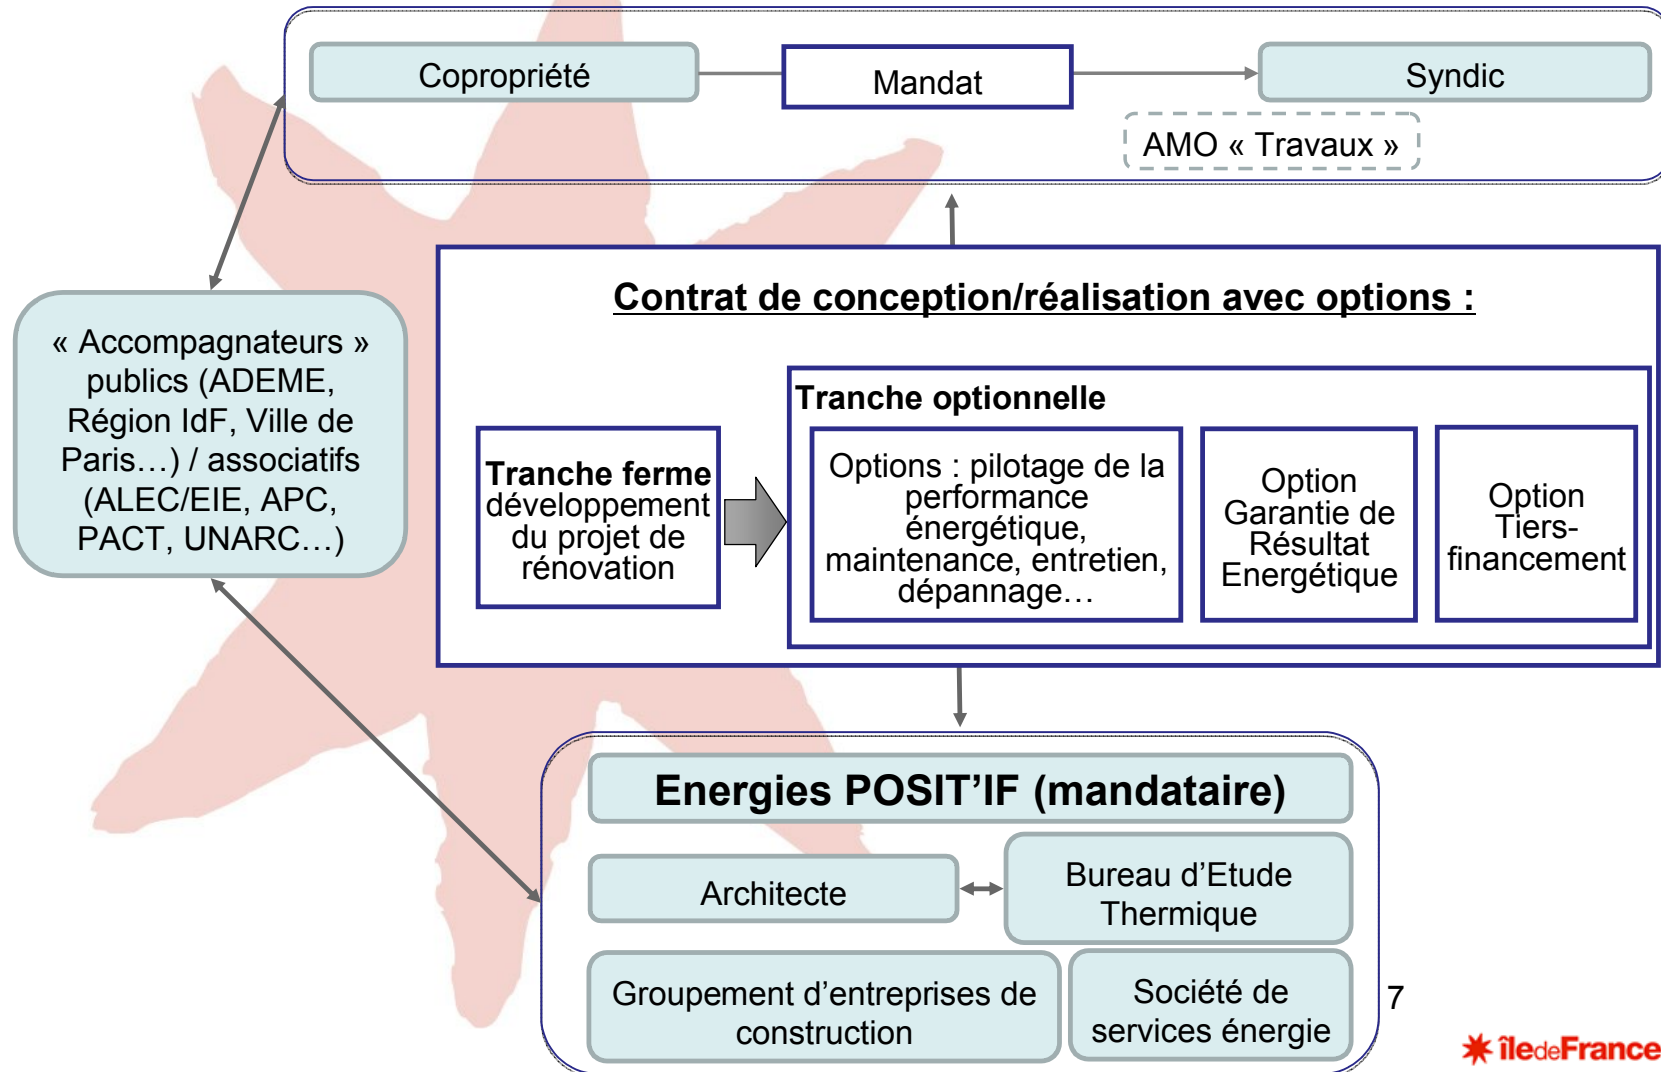 Copropriété
Mandat
Syndic
AMO « Travaux »
Contrat de conception/réalisation avec options :
« Accompagnateurs »
publics (ADEME,
Région IdF, Ville de
Paris…) / associatifs
(ALEC/EIE, APC,
PACT, UNARC…)
Tranche ferme
développement
du projet de
rénovation
Tranche optionnelle
Options : pilotage de la
performance
énergétique,
maintenance, entretien,
dépannage…
Option
Garantie de
Résultat
Energétique
Option
Tiers-
financement
Energies POSIT’IF (mandataire)
Architecte
Bureau d’Etude
Thermique
Groupement d’entreprises de
construction
Société de
services énergie
7
îledeFrance